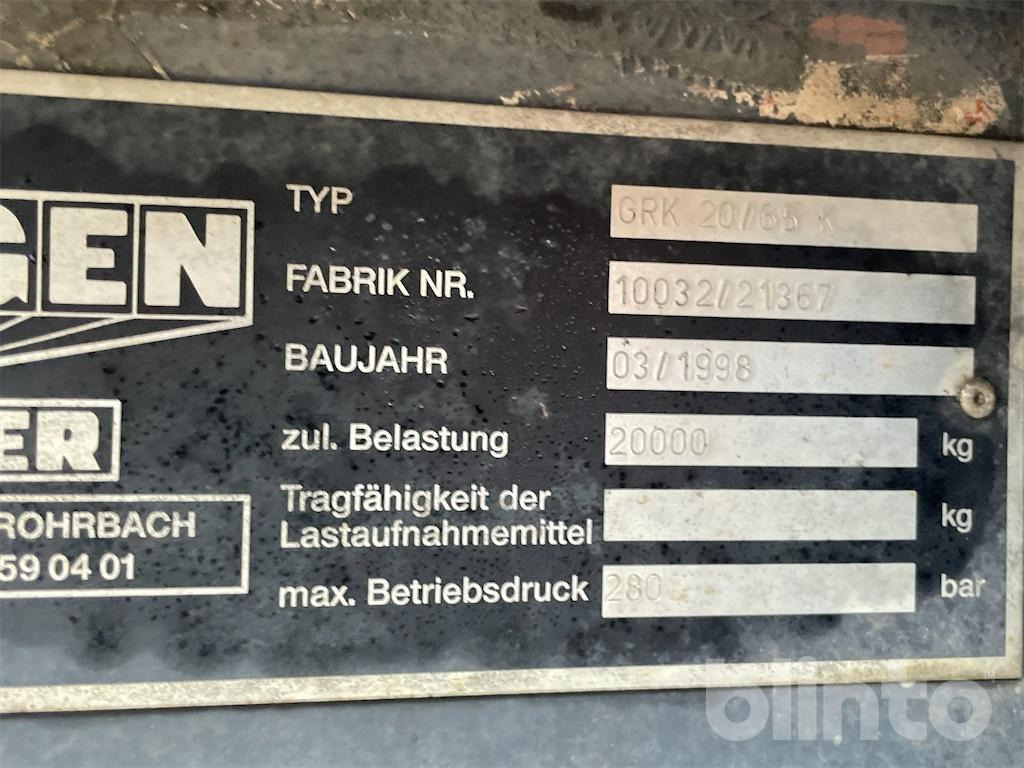 GEN
ER
ROHRBACH
59 04 01
TYP GRK 20//65 K
FABRIK NR. 10032//21367
BAUJAHR 03/1998
zul. Belastung 20000 kg
Tragfähigkeit der
Lastaufnahmemittel kg
max. Betriebsdruck 280 bar
blinto